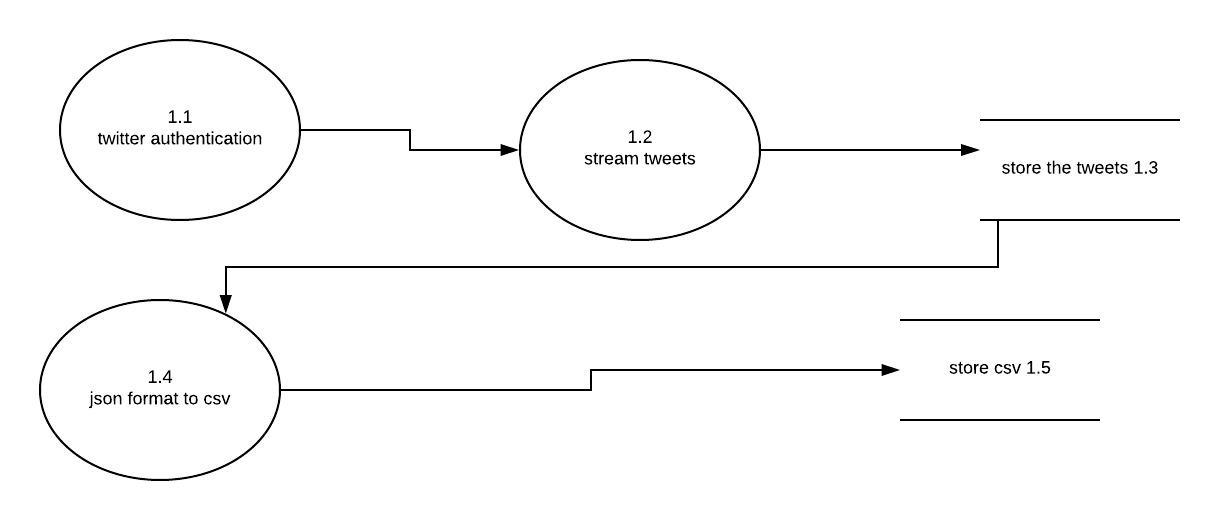 1.1
twitter authentication
1.2
stream tweets
store the tweets 1.3
1.4
json format to csv
store csv 1.5